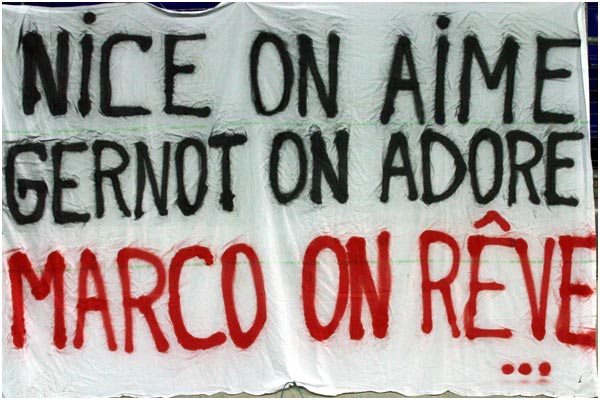 NiCE ON AiME
GERNOT ON ADORE
MARCO ON RÊVE
...